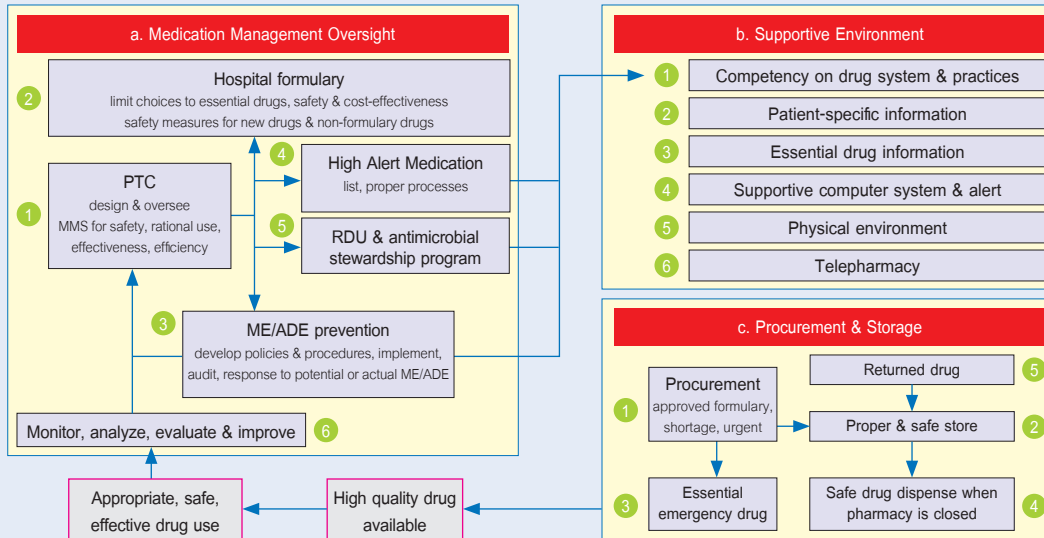 a. Medication Management Oversight
2
Hospital formulary
limit choices to essential drugs, safety & cost-effectiveness
safety measures for new drugs & non-formulary drugs
4
High Alert Medication
list, proper processes
1
PTC
design & oversee
MMS for safety, rational use,
effectiveness, efficiency
5
RDU & antimicrobial
stewardship program
3
ME/ADE prevention
develop policies & procedures, implement,
audit, response to potential or actual ME/ADE
Monitor, analyze, evaluate & improve
6
Appropriate, safe,
effective drug use
High quality drug
available
b. Supportive Environment
1
Competency on drug system & practices
2
Patient-specific information
3
Essential drug information
4
Supportive computer system & alert
5
Physical environment
6
Telepharmacy
c. Procurement & Storage
1
Procurement
approved formulary,
shortage, urgent
Returned drug
5
Proper & safe store
2
3
Essential
emergency drug
Safe drug dispense when
pharmacy is closed
4